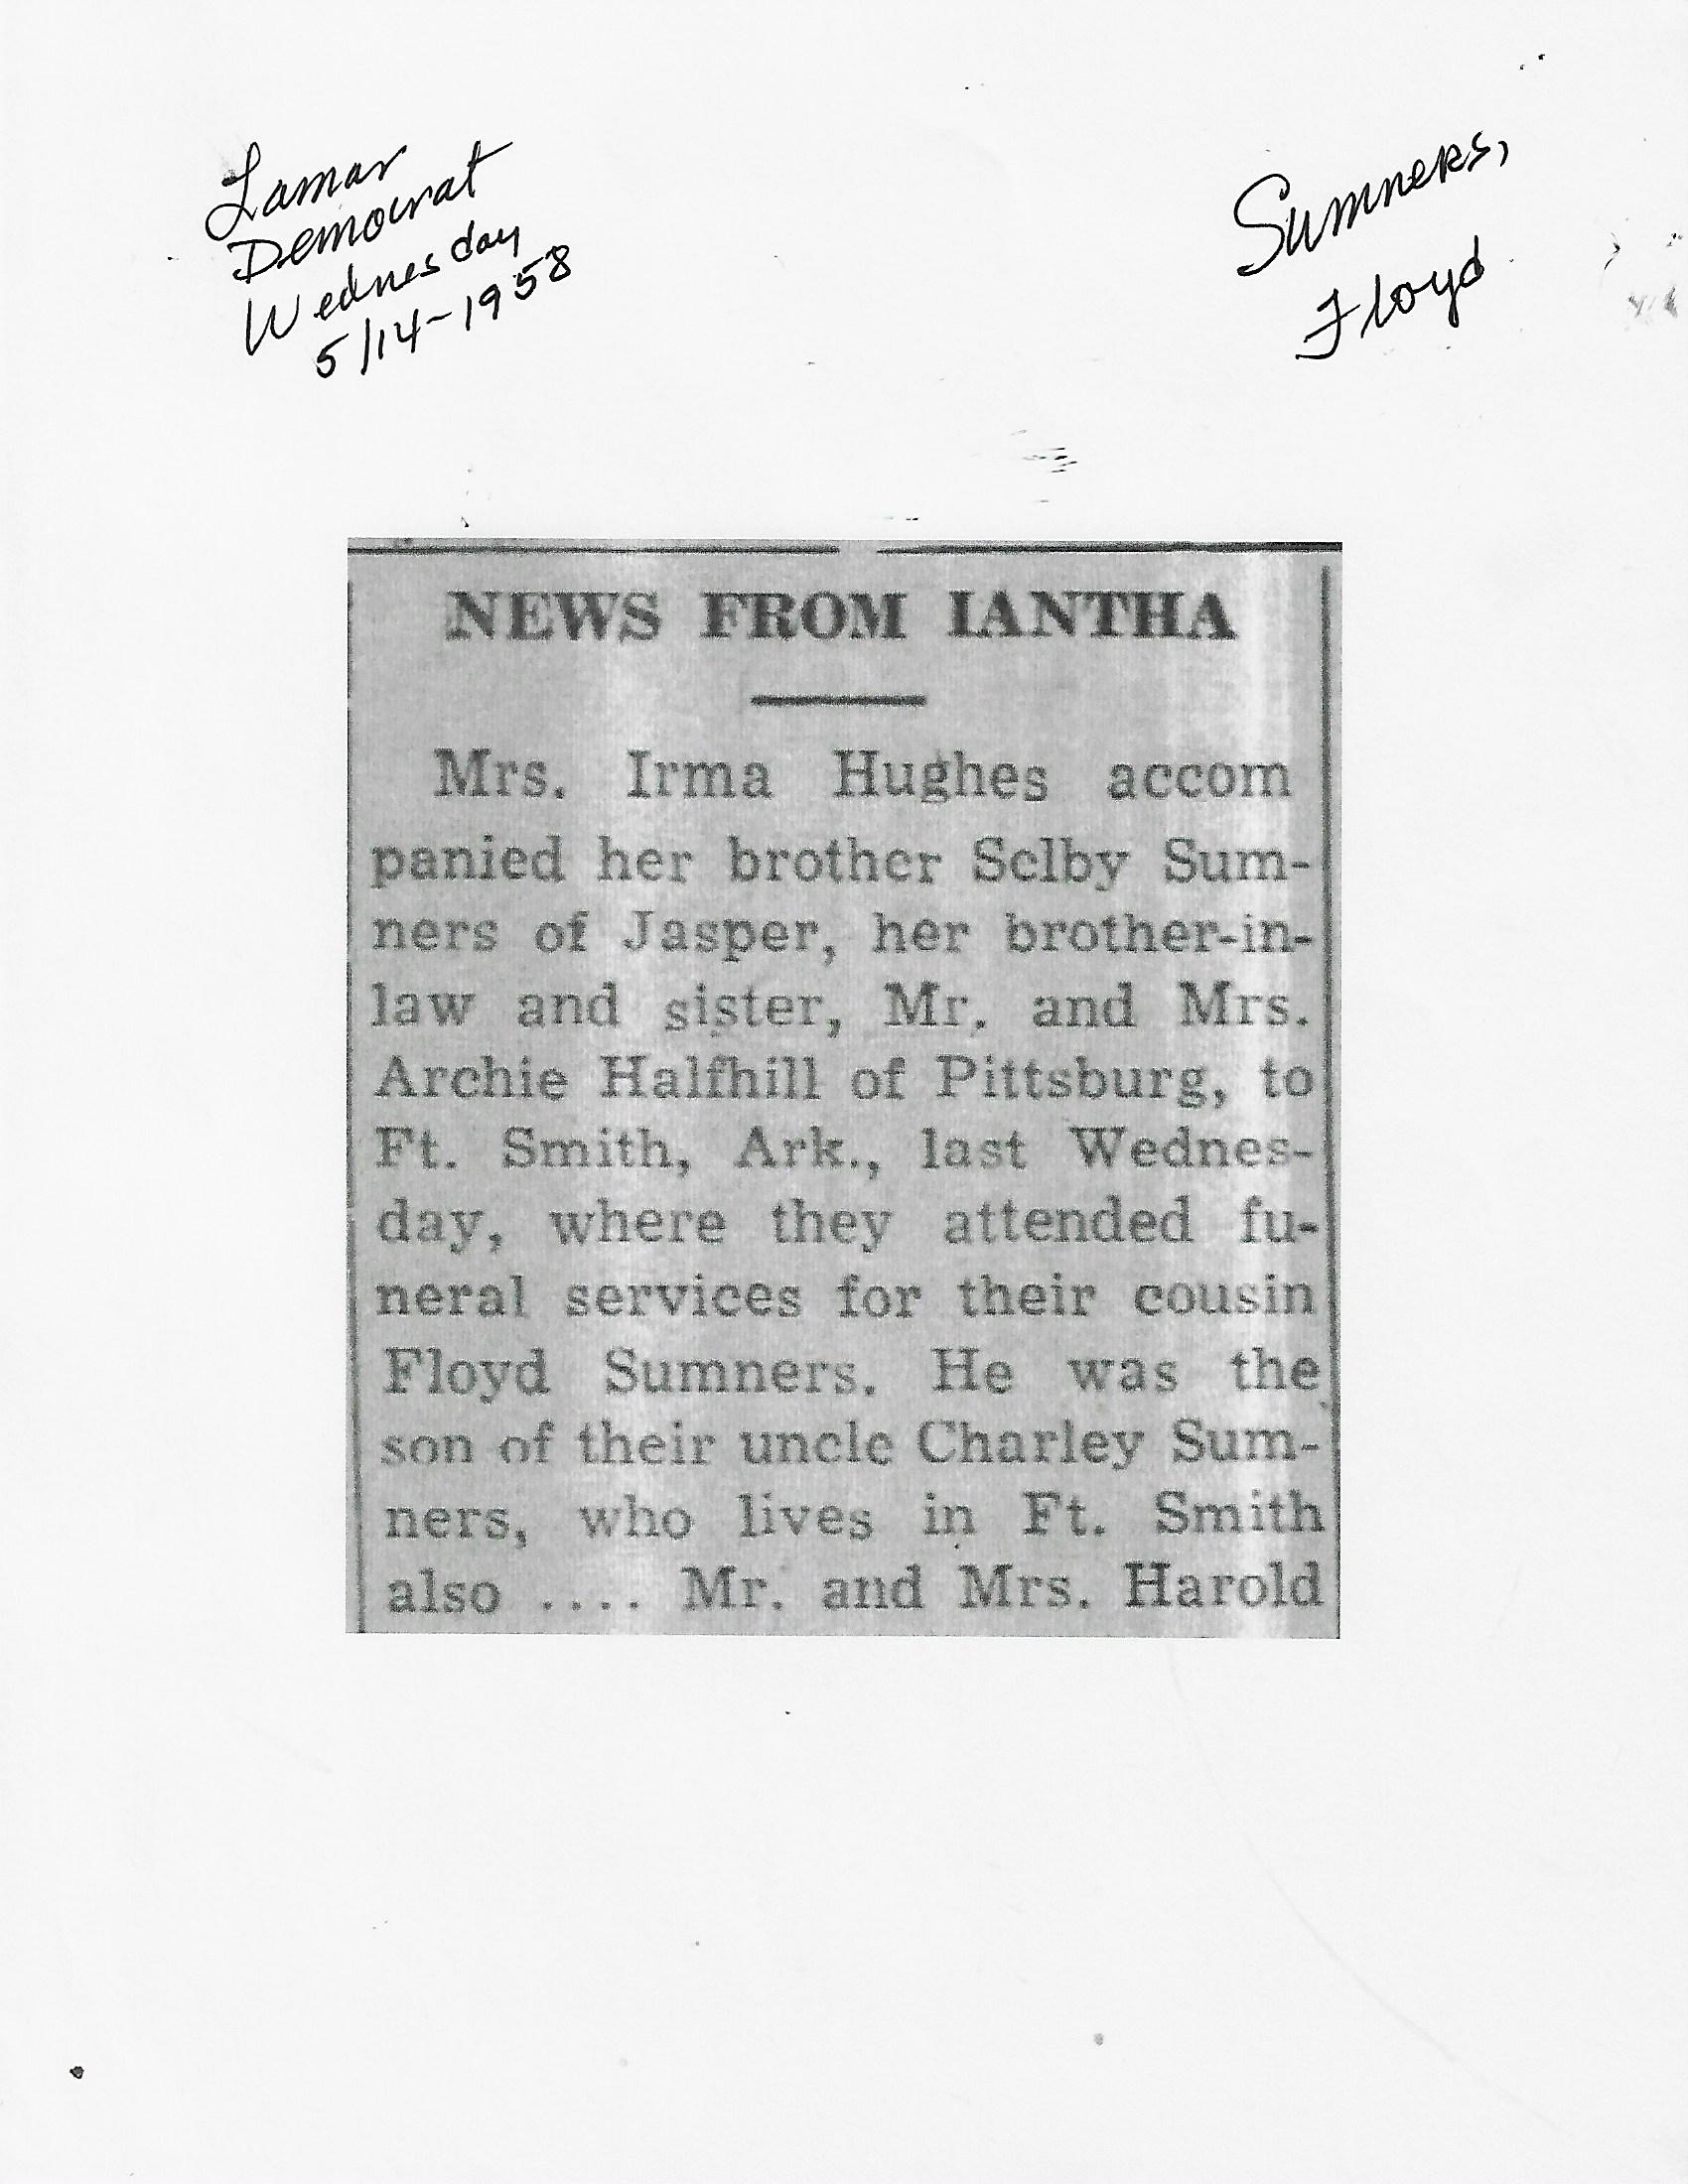 Lamar
Democrat
Wednesday
5/14-1958
Sumners,
Floyd
NEWS FROM IANTHA
Mrs. Irma Hughes accom
panied her brother Selby Sum-
ners of Jasper, her brother-in-
law and sister, Mr. and Mrs.
Archie Halfhill of Pittsburg, to
Ft. Smith, Ark., last Wednes-
day, where they attended fu-
neral services for their cousin
Floyd Sumners. He was the
son of their uncle Charley Sum-
ners, who lives in Ft. Smith
also .... Mr. and Mrs. Harold